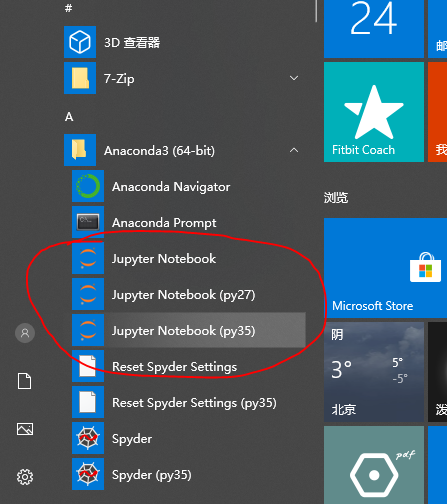 #
3D 查看器
7-Zip
A
Anaconda3 (64-bit)
Anaconda Navigator
Anaconda Prompt
Jupyter Notebook
Jupyter Notebook (py27)
Jupyter Notebook (py35)
Reset Spyder Settings
Reset Spyder Settings (py35)
Spyder
Spyder (py35)
24
邮
Fitbit Coach
我
浏览
Microsoft Store
阴
3°
5°
-5°
北京
泼
pdf